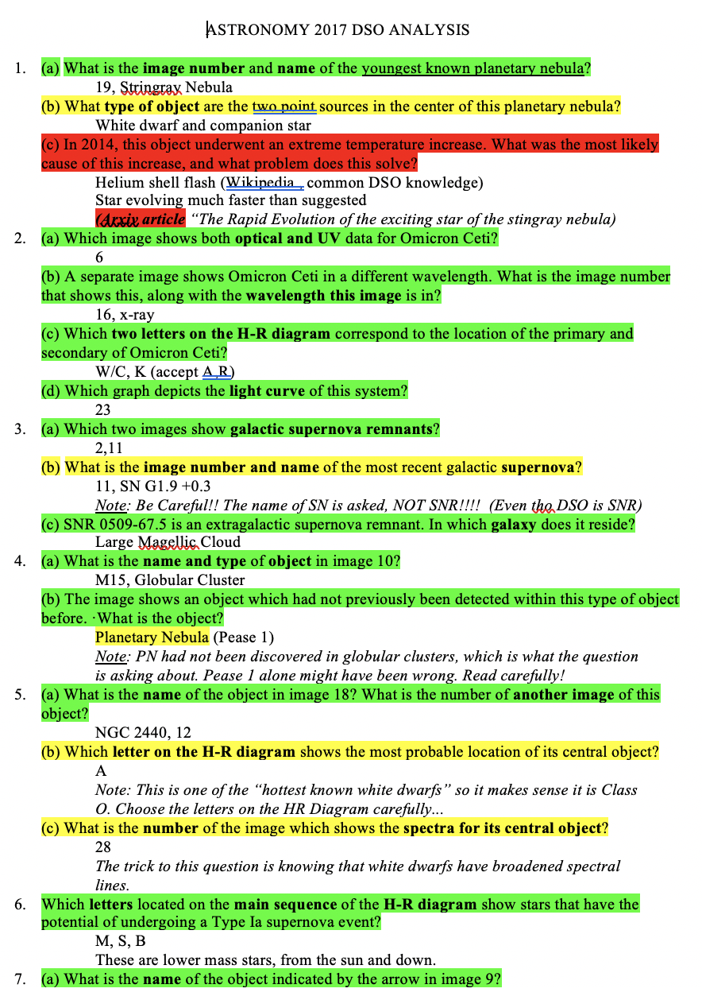 ASTRONOMY 2017 DSO ANALYSIS
1. (a) What is the image number and name of the youngest known planetary nebula?
19, Stringray Nebula
(b) What type of object are the two point sources in the center of this planetary nebula?
White dwarf and companion star
(c) In 2014, this object underwent an extreme temperature increase. What was the most likely
cause of this increase, and what problem does this solve?
Helium shell flash (Wikipedia , common DSO knowledge)
Star evolving much faster than suggested
(Arxiv article “The Rapid Evolution of the exciting star of the stingray nebula)
2. (a) Which image shows both optical and UV data for Omicron Ceti?
6
(b) A separate image shows Omicron Ceti in a different wavelength. What is the image number
that shows this, along with the wavelength this image is in?
16, x-ray
(c) Which two letters on the H-R diagram correspond to the location of the primary and
secondary of Omicron Ceti?
W/C, K (accept A,R)
(d) Which graph depicts the light curve of this system?
23
3. (a) Which two images show galactic supernova remnants?
2,11
(b) What is the image number and name of the most recent galactic supernova?
11, SN G1.9 +0.3
Note: Be Careful!! The name of SN is asked, NOT SNR!!!! (Even tho DSO is SNR)
(c) SNR 0509-67.5 is an extragalactic supernova remnant. In which galaxy does it reside?
Large Magellic Cloud
4. (a) What is the name and type of object in image 10?
M15, Globular Cluster
(b) The image shows an object which had not previously been detected within this type of object
before. ·What is the object?
Planetary Nebula (Pease 1)
Note: PN had not been discovered in globular clusters, which is what the question
is asking about. Pease 1 alone might have been wrong. Read carefully!
5. (a) What is the name of the object in image 18? What is the number of another image of this
object?
NGC 2440, 12
(b) Which letter on the H-R diagram shows the most probable location of its central object?
A
Note: This is one of the “hottest known white dwarfs” so it makes sense it is Class
O. Choose the letters on the HR Diagram carefully...
(c) What is the number of the image which shows the spectra for its central object?
28
The trick to this question is knowing that white dwarfs have broadened spectral
lines.
6. Which letters located on the main sequence of the H-R diagram show stars that have the
potential of undergoing a Type Ia supernova event?
M, S, B
These are lower mass stars, from the sun and down.
7. (a) What is the name of the object indicated by the arrow in image 9?